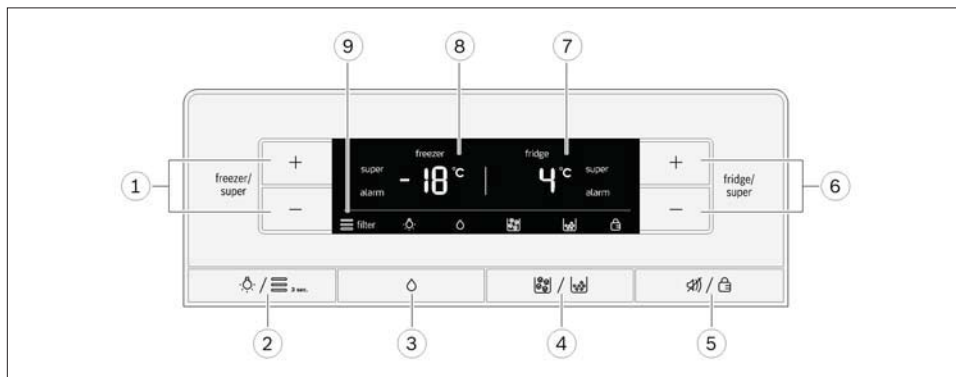 9 8 7
freezer fridge
super -18 °C 4 °C super
alarm alarm
filter
+ +
1 freezer/ super fridge/ super 6
− −
/ 3 sec. / /
2 3 4 5